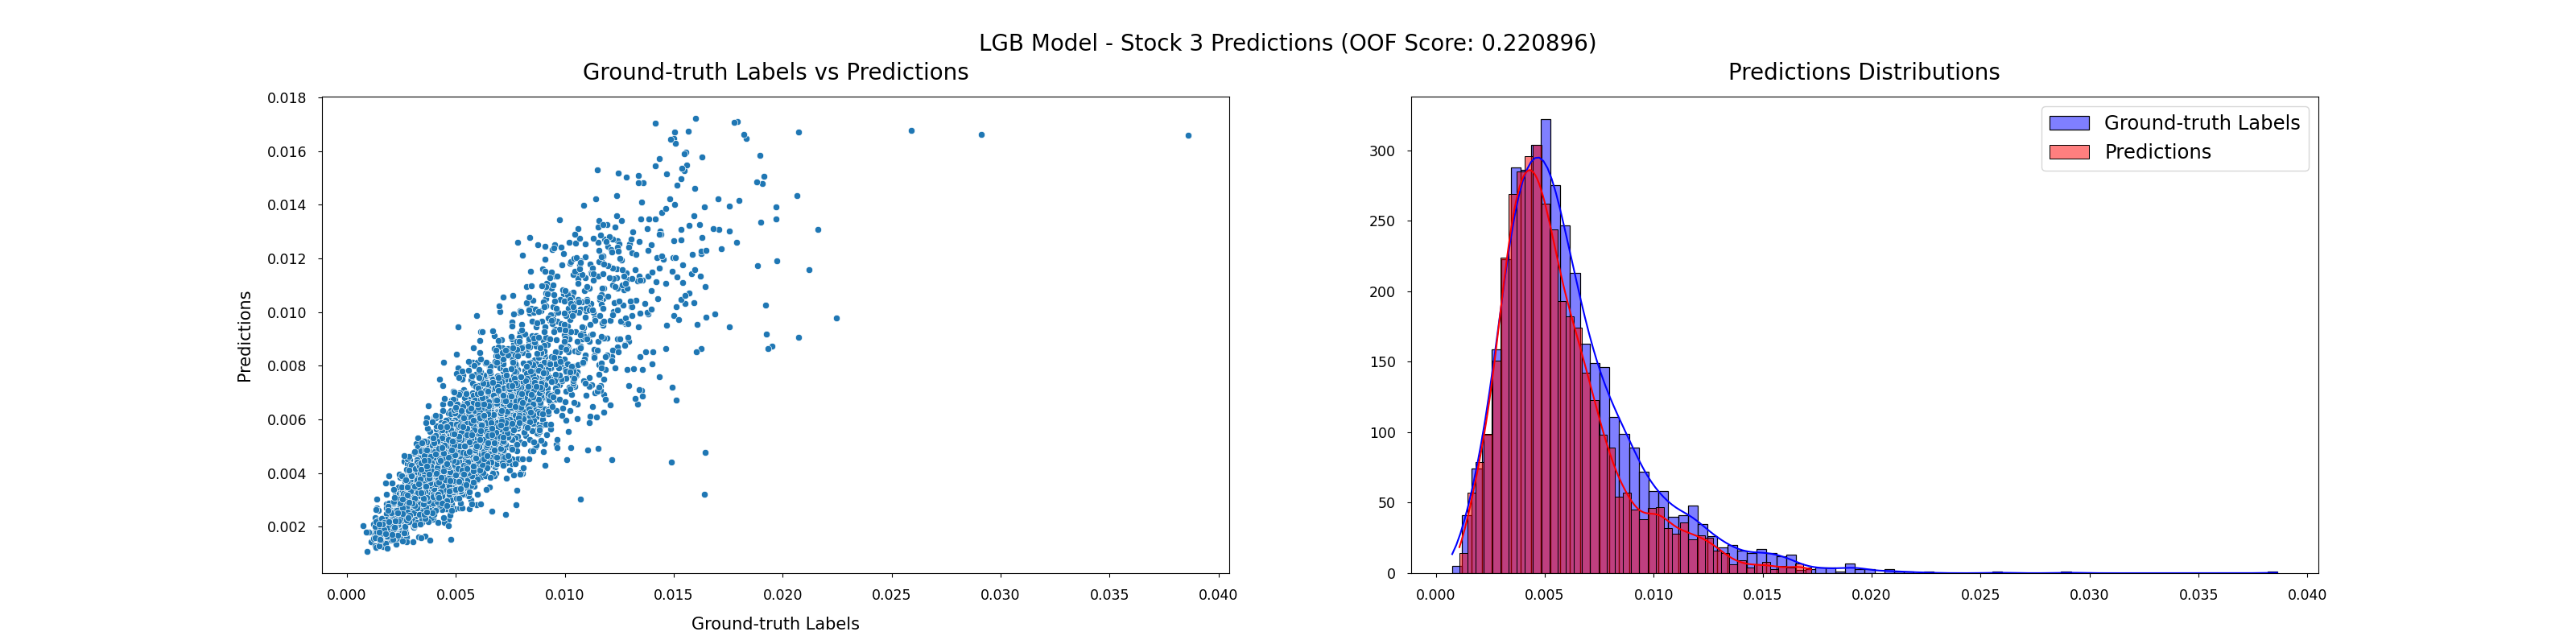 LGB Model - Stock 3 Predictions (OOF Score: 0.220896)
Ground-truth Labels vs Predictions
0.018
0.016
0.014
0.012
0.010
0.008
0.006
0.004
0.002
Predictions
0.000 0.005 0.010 0.015 0.020 0.025 0.030 0.035 0.040
Ground-truth Labels
Predictions Distributions
Ground-truth Labels
Predictions
300
250
200
150
100
50
0
0.000 0.005 0.010 0.015 0.020 0.025 0.030 0.035 0.040